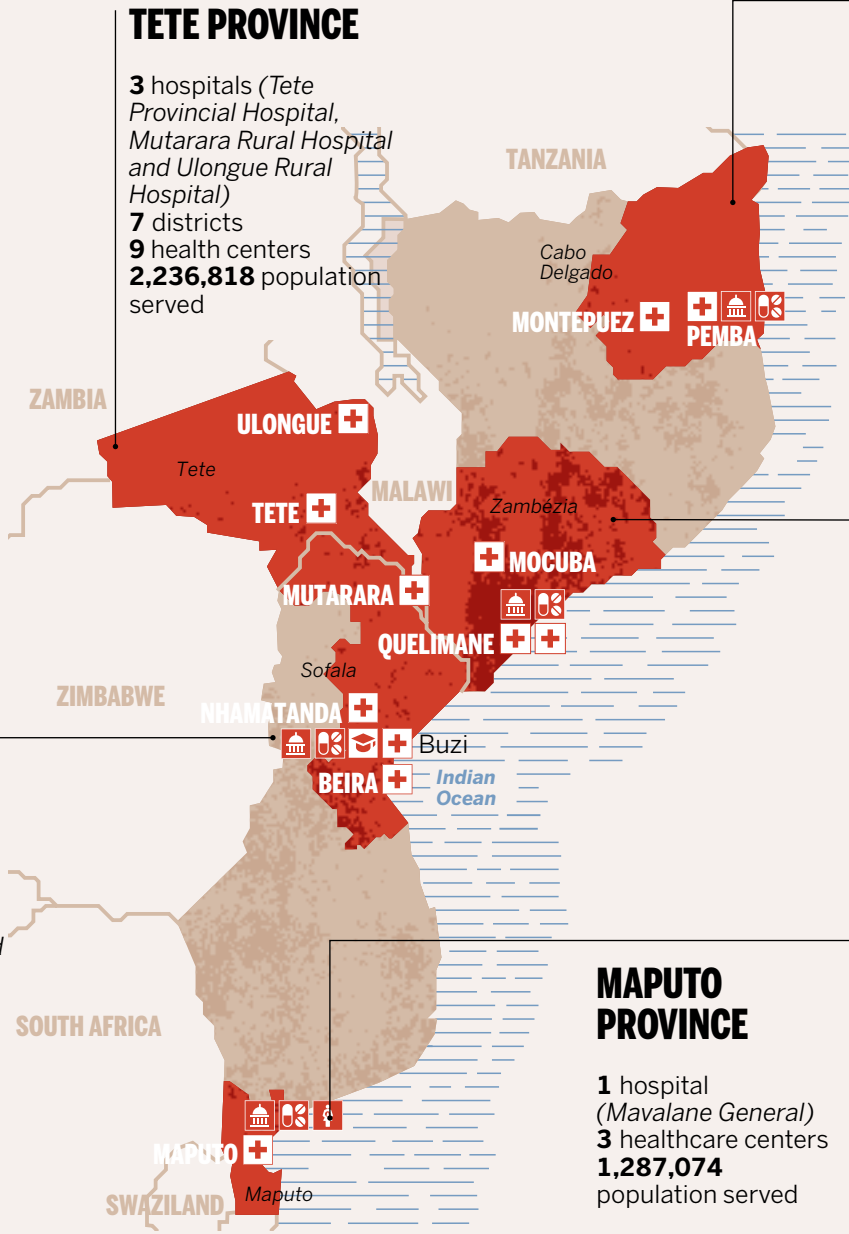 TETE PROVINCE
3 hospitals (Tete
Provincial Hospital,
Mutarara Rural Hospital
and Ulongue Rural
Hospital)
7 districts
9 health centers
2,236,818 population
served
TANZANIA
Cabo
Delgado
MONTEPUEZ
PEMBA
ZAMBIA
ULONGUE
Tete
MALAWI
TETE
Zambézia
MOCUBA
MUTARARA
QUELIMANE
Sofala
ZIMBABWE
NHAMATANDA
Buzi
BEIRA
Indian
Ocean
MAPUTO
PROVINCE
1 hospital
(Mavalane General)
3 healthcare centers
1,287,074
population served
SOUTH AFRICA
MAPUTO
SWAZILAND
Maputo